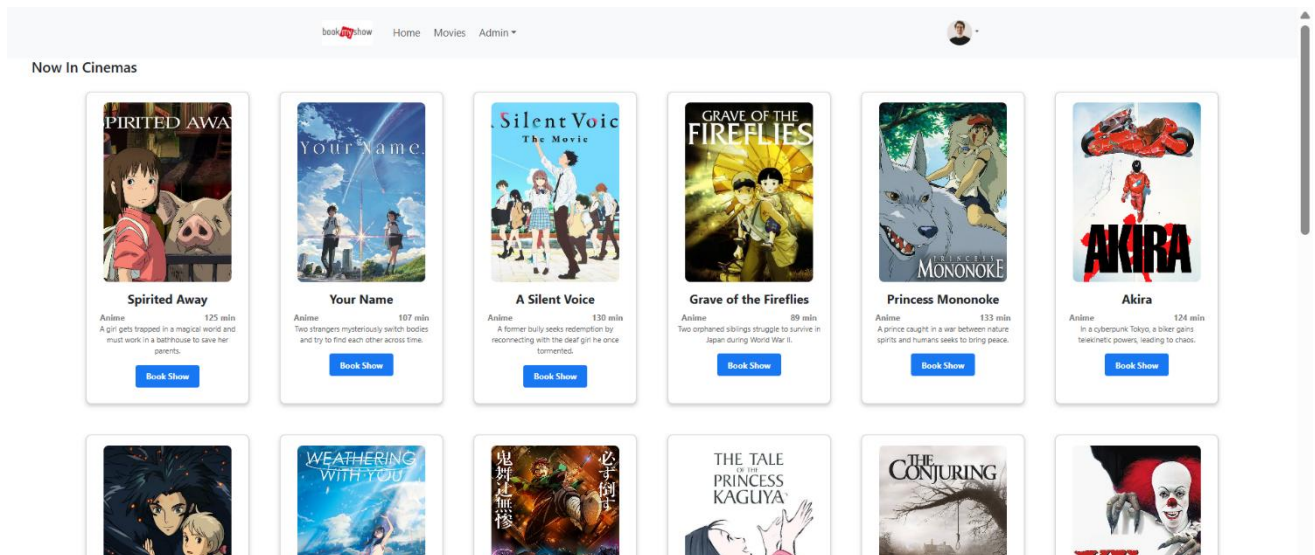 bookmyshow Home Movies Admin
Now In Cinemas
SPIRITED AWAY
Your Name.
A Silent Voice
The Movie
GRAVE OF THE
FIREFLIES
PRINCESS
MONONOKE
AKIRA
Spirited Away
Anime 125 min
A girl gets trapped in a magical world and
must work in a bathhouse to save her
parents.
Book Show
Your Name
Anime 107 min
Two strangers mysteriously switch bodies
and try to find each other across time.
Book Show
A Silent Voice
Anime 130 min
A former bully seeks redemption by
reconnecting with the deaf girl he once
tormented.
Book Show
Grave of the Fireflies
Anime 89 min
Two orphaned siblings struggle to survive in
Japan during World War II.
Book Show
Princess Mononoke
Anime 133 min
A prince caught in a war between nature
spirits and humans seeks to bring peace.
Book Show
Akira
Anime 124 min
In a cyberpunk Tokyo, a biker gains
telekinetic powers, leading to chaos.
Book Show
WEATHERING
WITH YOU
必ず倒す
鬼舞辻無惨
THE TALE
OF THE
PRINCESS
KAGUYA
THE
CONJURING